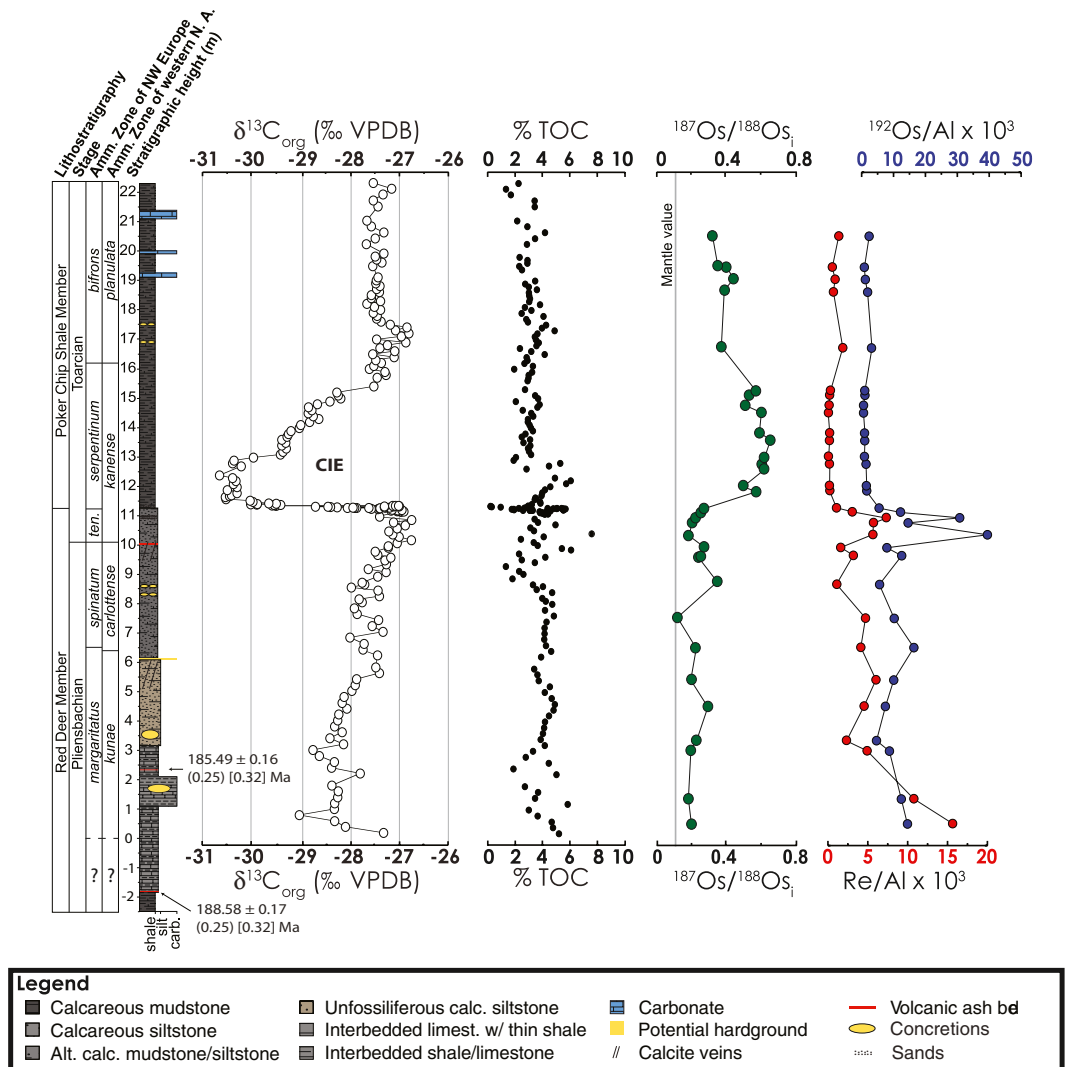 Lithostratigraphy
Stage
Amm. Zone of NW Europe
Amm. Zone of western N. A.
Stratigraphic height (m)
δ13Corg (‰ VPDB)
% TOC
187Os/188Osi
192Os/Al x 10³
-31 -30 -29 -28 -27 -26
0 2 4 6 8 10
0 0.4 0.8
0 10 20 30 40 50
Poker Chip Shale Member
Red Deer Member
Toarcian
Pliensbachian
bifrons
serpentinum
ten.
spinatum
margaritatus
?
planulata
kanense
carlottense
kunae
?
22
21
20
19
18
17
16
15
14
13
12
11
10
9
8
7
6
5
4
3
2
1
0
-1
-2
shale
silt
carb.
185.49 ± 0.16
(0.25) [0.32] Ma
188.58 ± 0.17
(0.25) [0.32] Ma
CIE
Mantle value
-31 -30 -29 -28 -27 -26
0 2 4 6 8 10
0 0.4 0.8
0 5 10 15 20
δ13Corg (‰ VPDB)
% TOC
187Os/188Osi
Re/Al x 10³
Legend
Calcareous mudstone
Calcareous siltstone
Alt. calc. mudstone/siltstone
Unfossiliferous calc. siltstone
Interbedded limest. w/ thin shale
Interbedded shale/limestone
Carbonate
Potential hardground
Calcite veins
Volcanic ash bed
Concretions
Sands